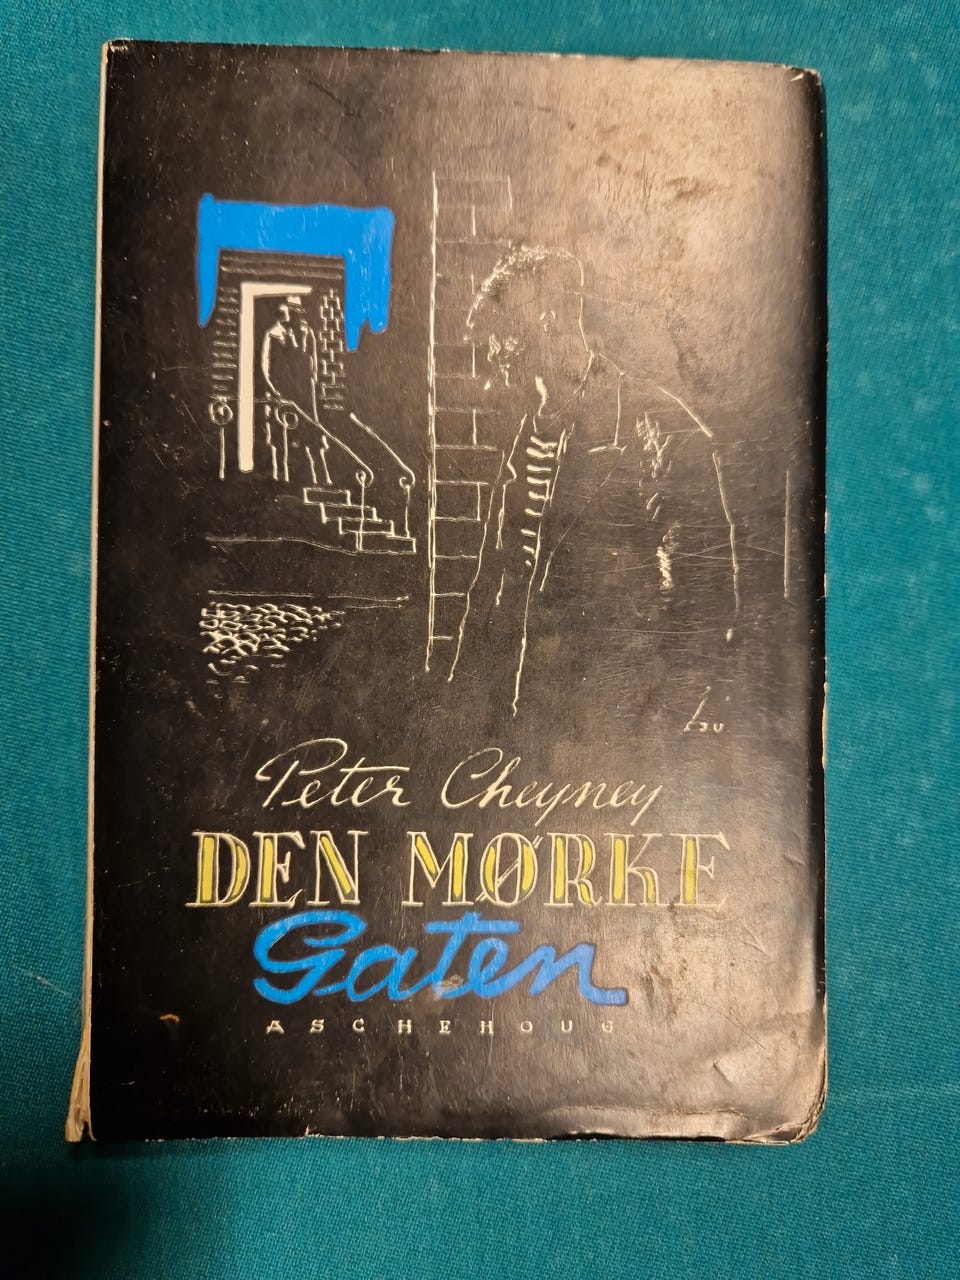 Peter Cheyney
DEN MØRKE
Gaten
ASCHEHOUG